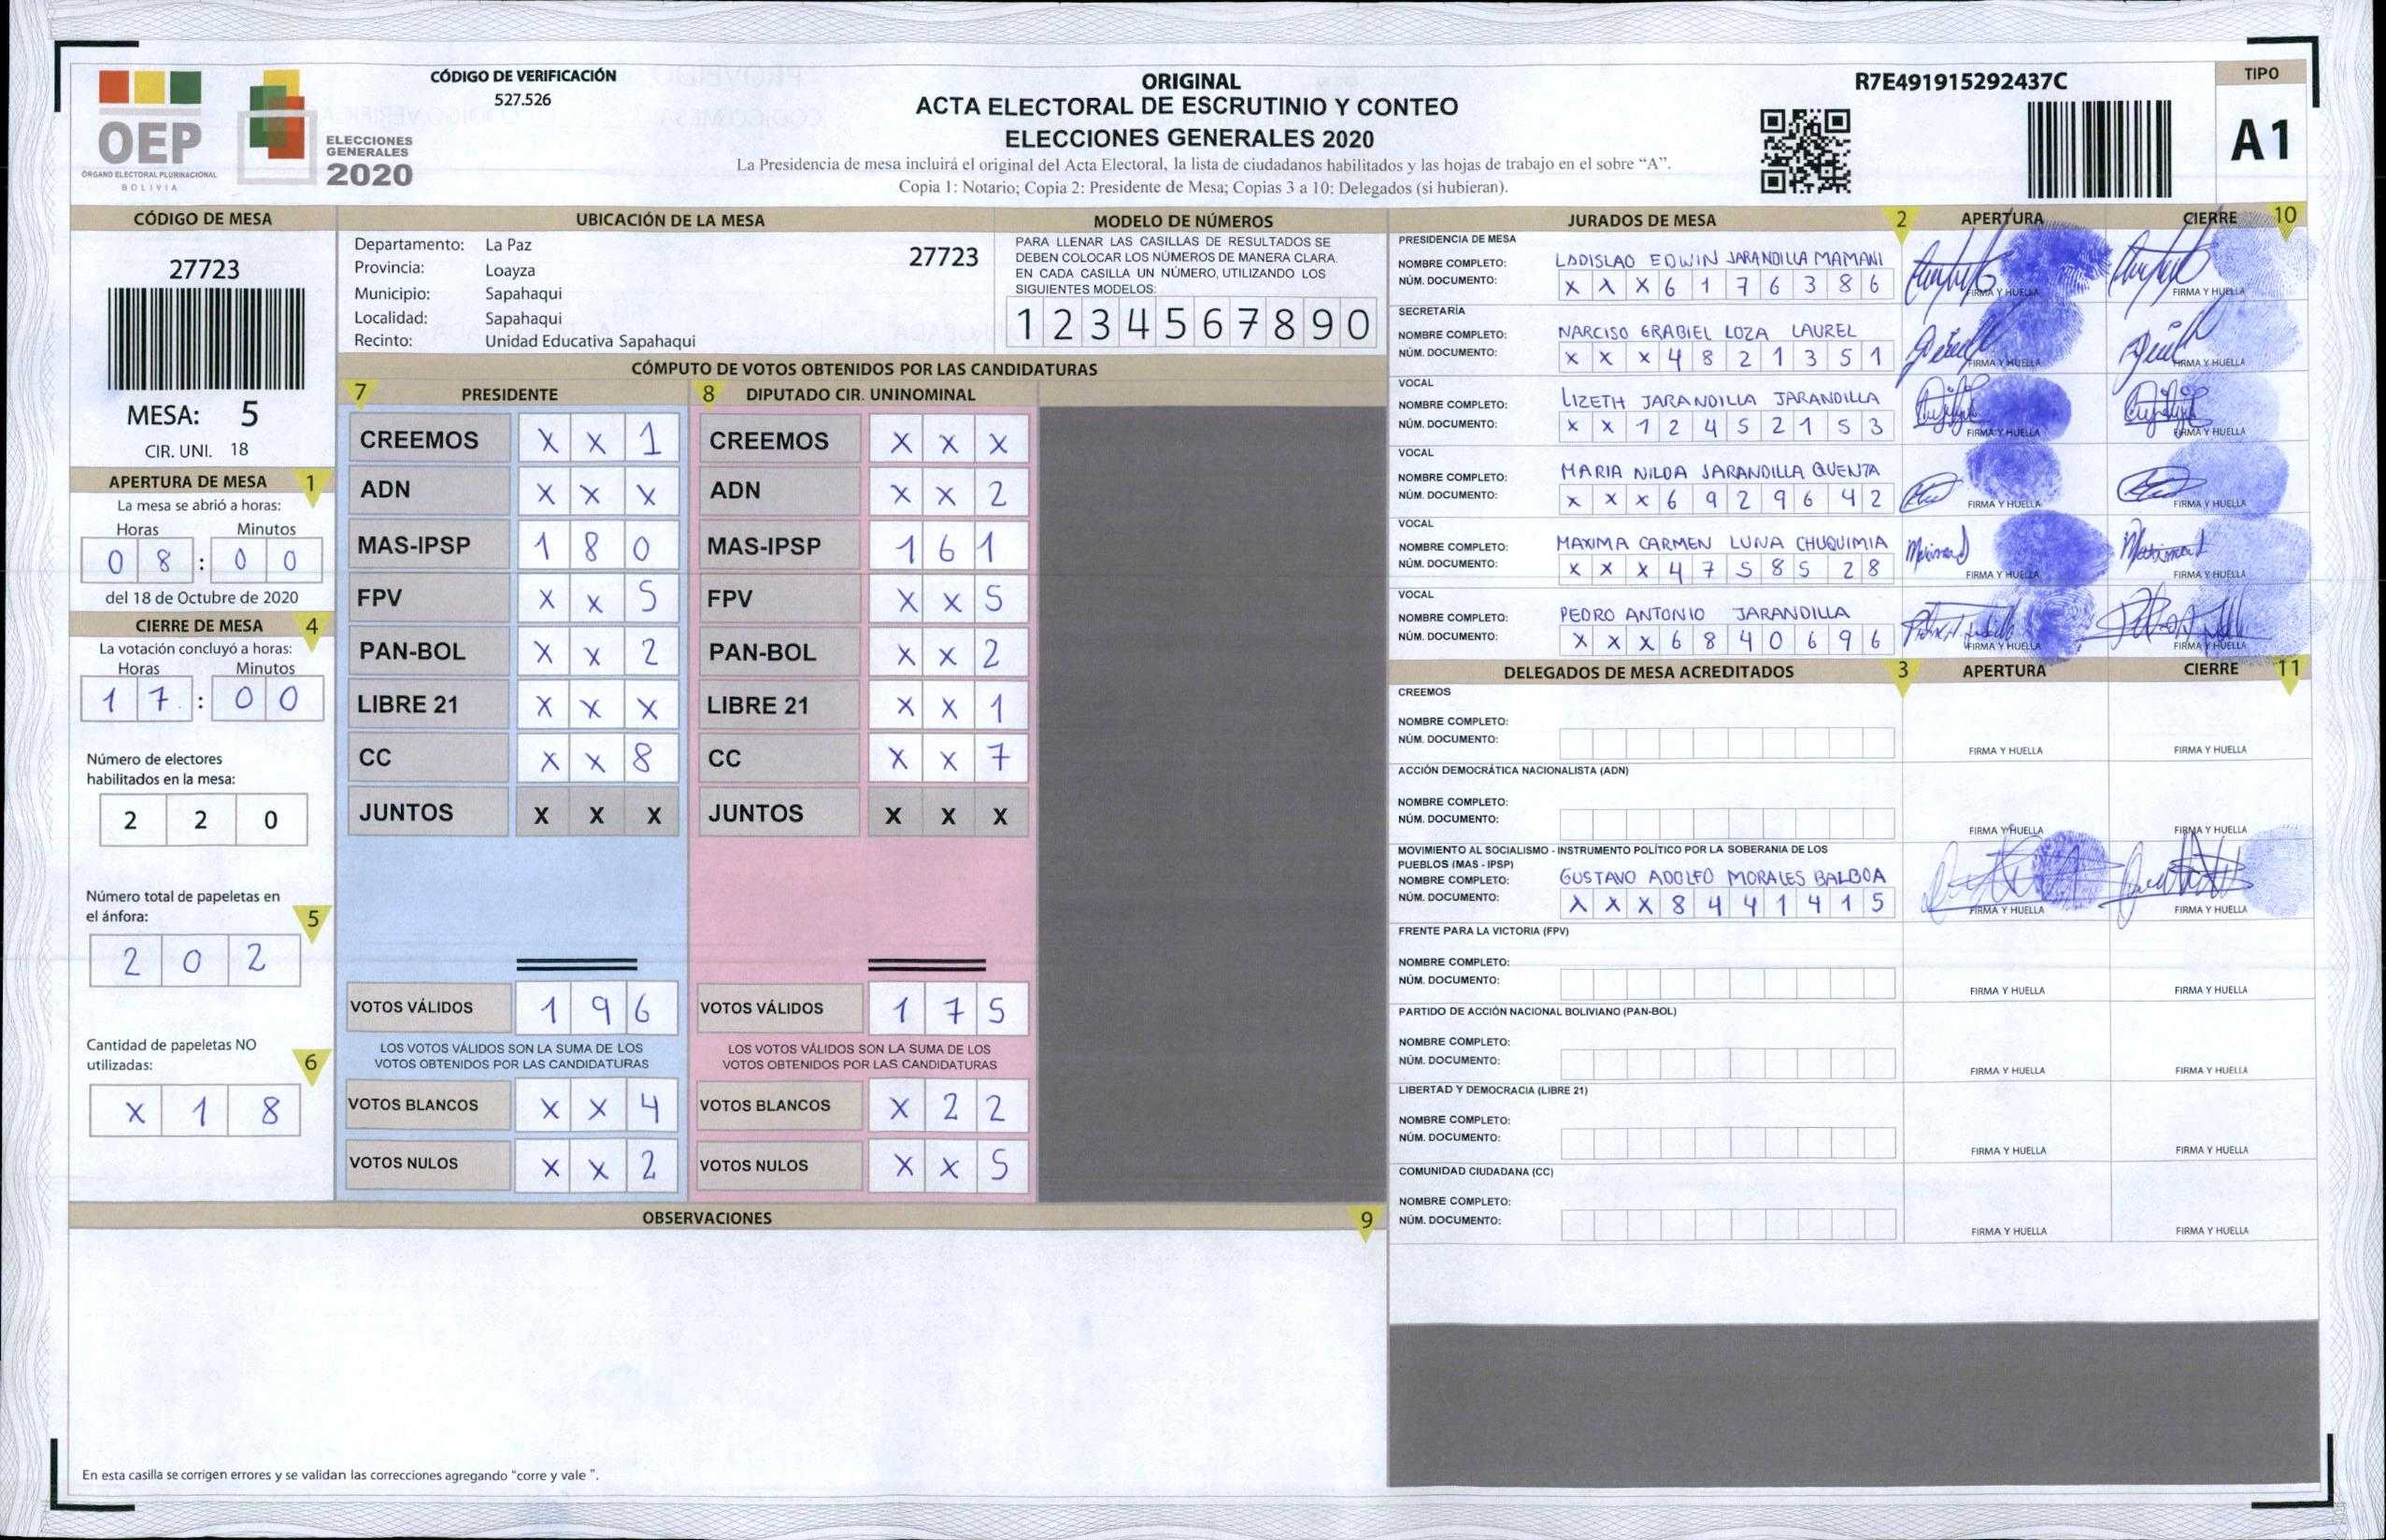 OEP
ÓRGANO ELECTORAL PLURINACIONAL
BOLIVIA
ELECCIONES
GENERALES
2020
CÓDIGO DE VERIFICACIÓN
527.526
ORIGINAL
ACTA ELECTORAL DE ESCRUTINIO Y CONTEO
ELECCIONES GENERALES 2020
La Presidencia de mesa incluirá el original del Acta Electoral, la lista de ciudadanos habilitados y las hojas de trabajo en el sobre “A”.
Copia 1: Notario; Copia 2: Presidente de Mesa; Copias 3 a 10: Delegados (si hubieran).
R7E491915292437C
TIPO
A1
CÓDIGO DE MESA
27723
MESA: 5
CIR. UNI. 18
APERTURA DE MESA 1
La mesa se abrió a horas:
Horas Minutos
0 8 : 0 0
del 18 de Octubre de 2020
CIERRE DE MESA 4
La votación concluyó a horas:
Horas Minutos
1 7 : 0 0
Número de electores
habilitados en la mesa:
2 2 0
Número total de papeletas en
el ánfora: 5
2 0 2
Cantidad de papeletas NO
utilizadas: 6
X 1 8
UBICACIÓN DE LA MESA
Departamento: La Paz 27723
Provincia: Loayza
Municipio: Sapahaqui
Localidad: Sapahaqui
Recinto: Unidad Educativa Sapahaqui
MODELO DE NÚMEROS
PARA LLENAR LAS CASILLAS DE RESULTADOS SE
DEBEN COLOCAR LOS NÚMEROS DE MANERA CLARA.
EN CADA CASILLA UN NÚMERO, UTILIZANDO LOS
SIGUIENTES MODELOS:
1 2 3 4 5 6 7 8 9 0
CÓMPUTO DE VOTOS OBTENIDOS POR LAS CANDIDATURAS
7 PRESIDENTE
CREEMOS X X 1
ADN X X X
MAS-IPSP 1 8 0
FPV X X 5
PAN-BOL X X 2
LIBRE 21 X X X
CC X X 8
JUNTOS X X X
VOTOS VÁLIDOS 1 9 6
LOS VOTOS VÁLIDOS SON LA SUMA DE LOS
VOTOS OBTENIDOS POR LAS CANDIDATURAS
VOTOS BLANCOS X X 4
VOTOS NULOS X X 2
8 DIPUTADO CIR. UNINOMINAL
CREEMOS X X X
ADN X X 2
MAS-IPSP 1 6 1
FPV X X 5
PAN-BOL X X 2
LIBRE 21 X X 1
CC X X 7
JUNTOS X X X
VOTOS VÁLIDOS 1 7 5
LOS VOTOS VÁLIDOS SON LA SUMA DE LOS
VOTOS OBTENIDOS POR LAS CANDIDATURAS
VOTOS BLANCOS X 2 2
VOTOS NULOS X X 5
OBSERVACIONES 9
En esta casilla se corrigen errores y se validan las correcciones agregando “corre y vale ”.
JURADOS DE MESA 2 APERTURA CIERRE 10
PRESIDENCIA DE MESA
NOMBRE COMPLETO: LADISLAO EDWIN JARANDILLA MAMANI
NÚM. DOCUMENTO: X X X 6 1 7 6 3 8 6 FIRMA Y HUELLA FIRMA Y HUELLA
SECRETARÍA
NOMBRE COMPLETO: NARCISO GRABIEL LOZA LAUREL
NÚM. DOCUMENTO: X X X 4 8 2 1 3 5 1 FIRMA Y HUELLA FIRMA Y HUELLA
VOCAL
NOMBRE COMPLETO: LIZETH JARANDILLA JARANDILLA
NÚM. DOCUMENTO: X X 1 2 4 5 2 1 5 3 FIRMA Y HUELLA FIRMA Y HUELLA
VOCAL
NOMBRE COMPLETO: MARIA NILDA JARANDILLA QUENTA
NÚM. DOCUMENTO: X X X 6 9 2 9 6 4 2 FIRMA Y HUELLA FIRMA Y HUELLA
VOCAL
NOMBRE COMPLETO: MAXIMA CARMEN LUNA CHUQUIMIA
NÚM. DOCUMENTO: X X X 4 7 5 8 5 2 8 FIRMA Y HUELLA FIRMA Y HUELLA
VOCAL
NOMBRE COMPLETO: PEDRO ANTONIO JARANDILLA
NÚM. DOCUMENTO: X X X 6 8 4 0 6 9 6 FIRMA Y HUELLA FIRMA Y HUELLA
DELEGADOS DE MESA ACREDITADOS 3 APERTURA CIERRE 11
CREEMOS
NOMBRE COMPLETO:
NÚM. DOCUMENTO: FIRMA Y HUELLA FIRMA Y HUELLA
ACCIÓN DEMOCRÁTICA NACIONALISTA (ADN)
NOMBRE COMPLETO:
NÚM. DOCUMENTO: FIRMA Y HUELLA FIRMA Y HUELLA
MOVIMIENTO AL SOCIALISMO - INSTRUMENTO POLÍTICO POR LA SOBERANIA DE LOS
PUEBLOS (MAS - IPSP)
NOMBRE COMPLETO: GUSTAVO ADOLFO MORALES BALBOA
NÚM. DOCUMENTO: X X X 8 4 4 1 4 1 5 FIRMA Y HUELLA FIRMA Y HUELLA
FRENTE PARA LA VICTORIA (FPV)
NOMBRE COMPLETO:
NÚM. DOCUMENTO: FIRMA Y HUELLA FIRMA Y HUELLA
PARTIDO DE ACCIÓN NACIONAL BOLIVIANO (PAN-BOL)
NOMBRE COMPLETO:
NÚM. DOCUMENTO: FIRMA Y HUELLA FIRMA Y HUELLA
LIBERTAD Y DEMOCRACIA (LIBRE 21)
NOMBRE COMPLETO:
NÚM. DOCUMENTO: FIRMA Y HUELLA FIRMA Y HUELLA
COMUNIDAD CIUDADANA (CC)
NOMBRE COMPLETO:
NÚM. DOCUMENTO: FIRMA Y HUELLA FIRMA Y HUELLA